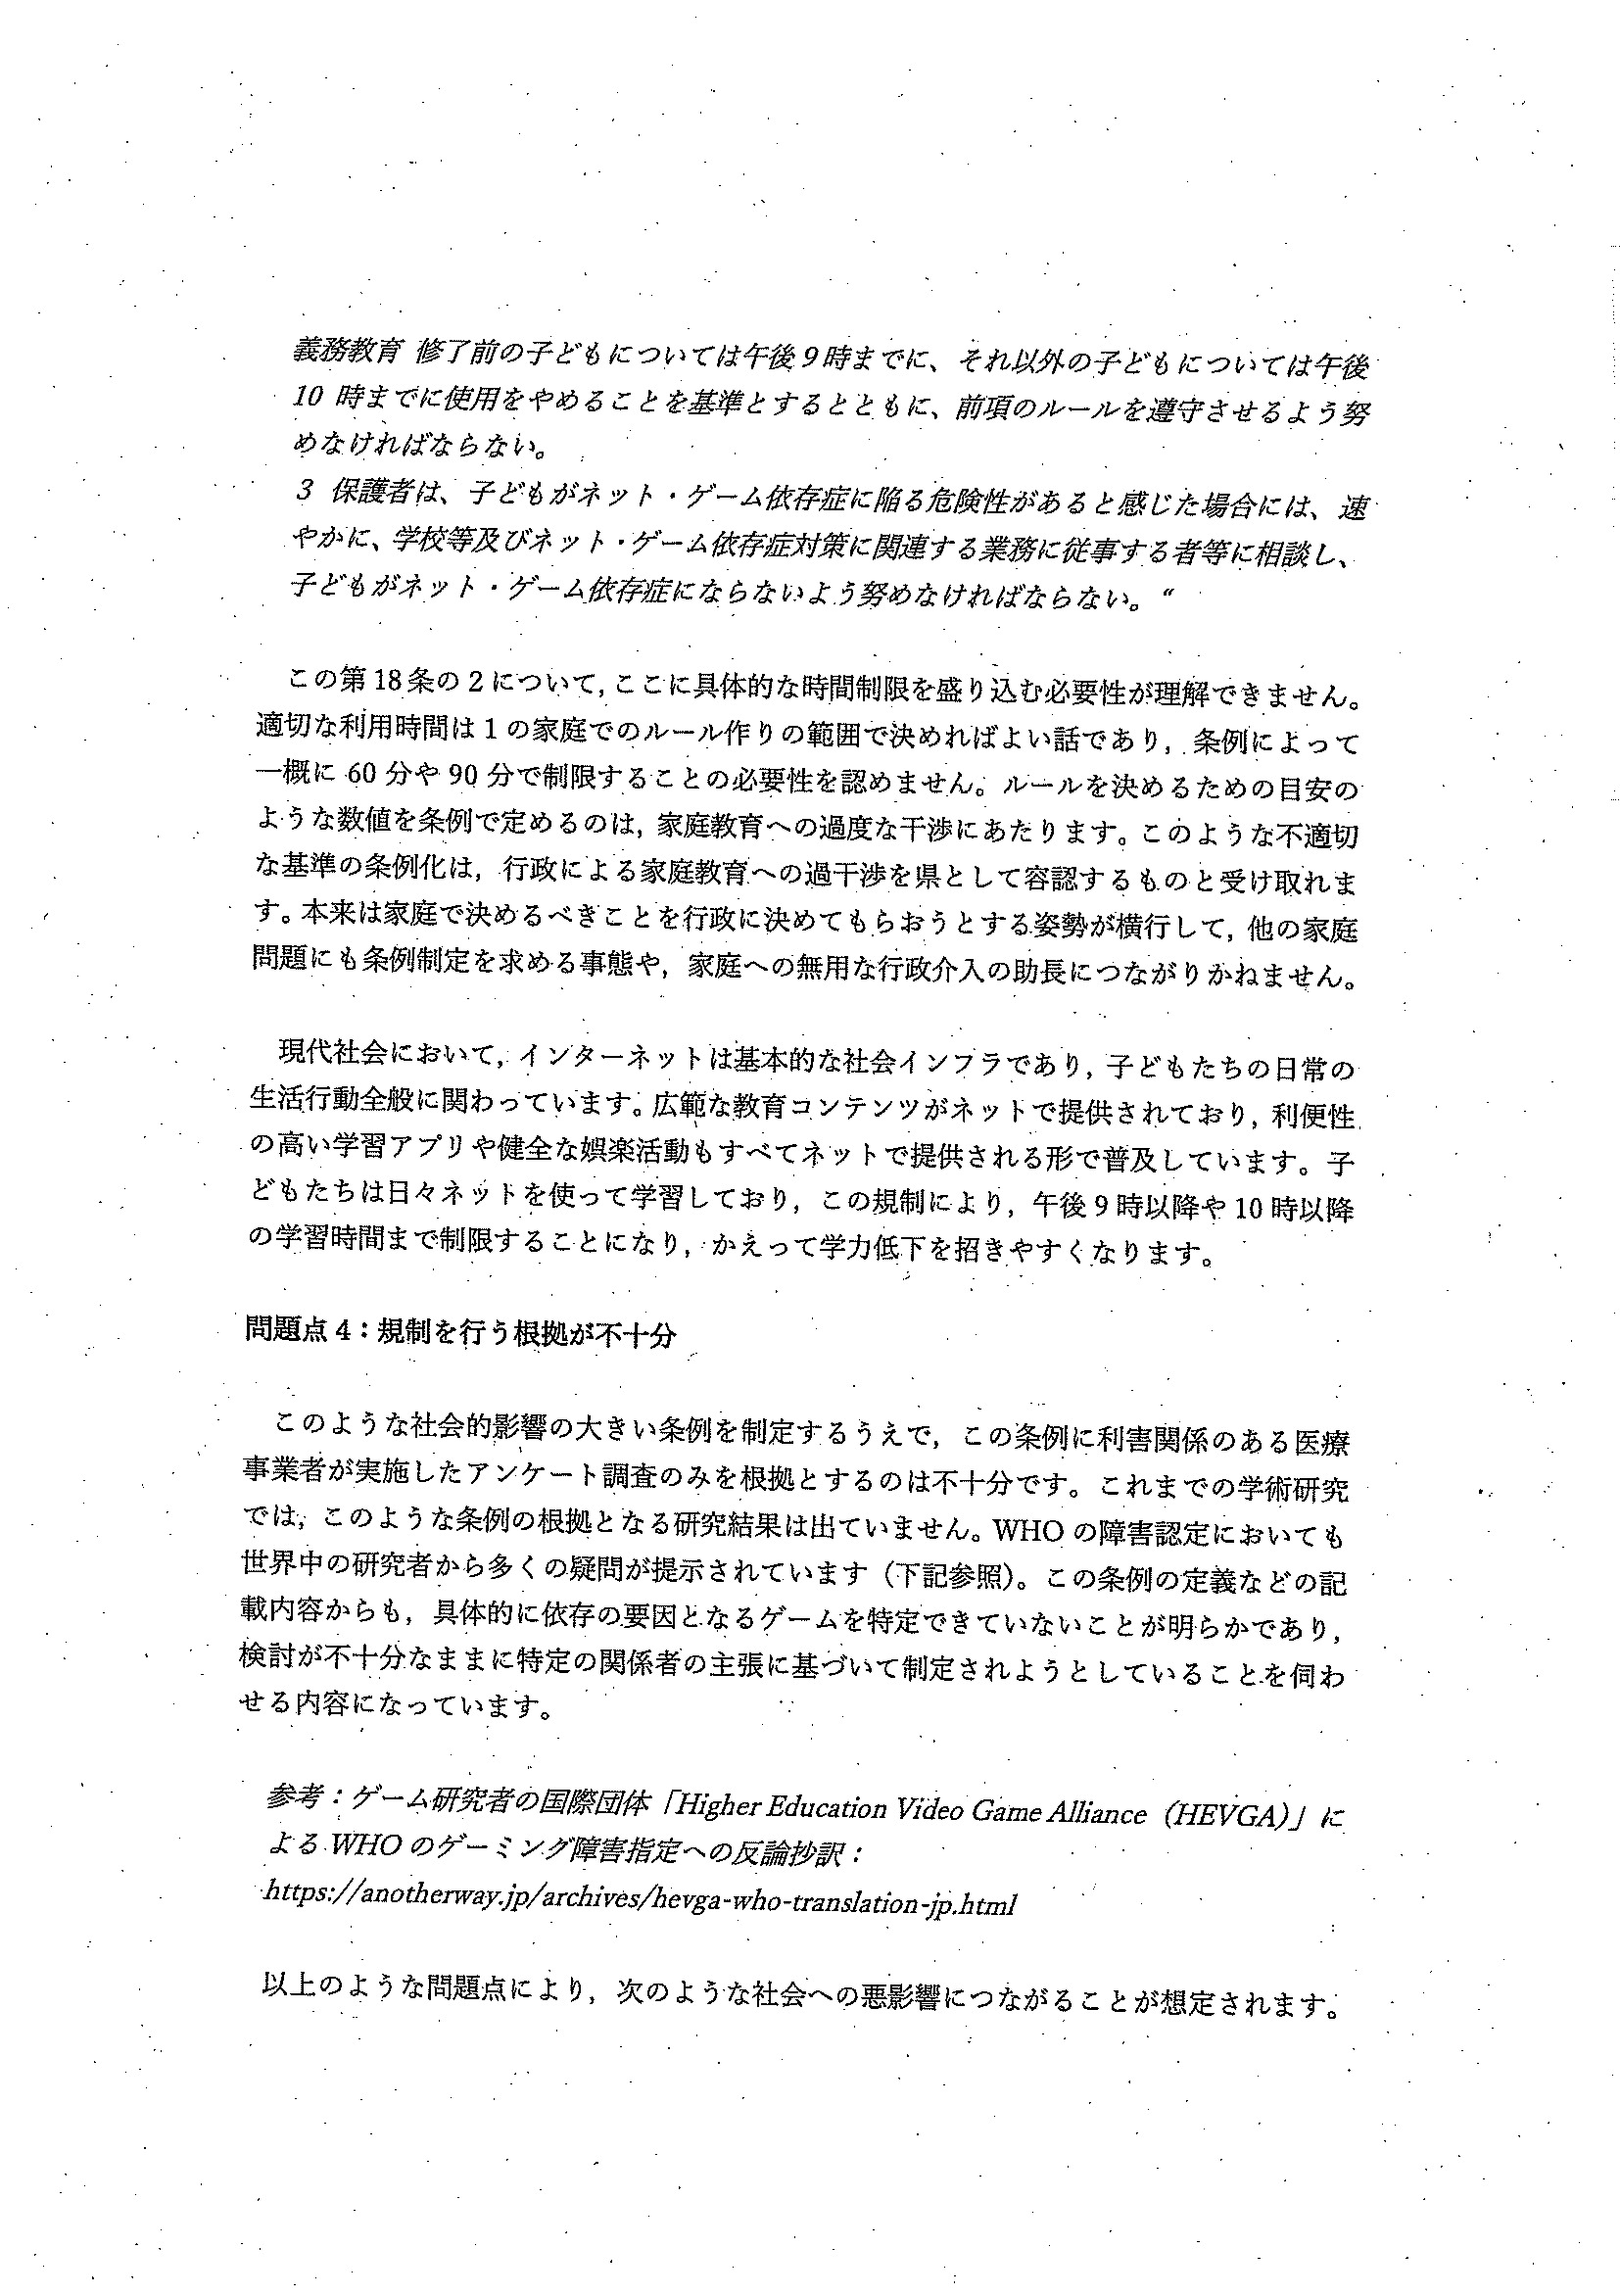 義務教育 修了前の子どもについては午後9時までに、それ以外の子どもについては午後
10 時までに使用をやめることを基準とするとともに、前項のルールを遵守させるよう努
めなければならない。
3 保護者は、子どもがネット・ゲーム依存症に陥る危険性があると感じた場合には、速
やかに、学校等及びネット・ゲーム依存症対策に関連する業務に従事する者等に相談し、
子どもがネット・ゲーム依存症にならないよう努めなければならない。“
この第18条の2について，ここに具体的な時間制限を盛り込む必要性が理解できません。
適切な利用時間は1の家庭でのルール作りの範囲で決めればよい話であり，条例によって
一概に 60 分や 90 分で制限することの必要性を認めません。ルールを決めるための目安の
ような数値を条例で定めるのは，家庭教育への過度な干渉にあたります。このような不適切
な基準の条例化は，行政による家庭教育への過干渉を県として容認するものと受け取れま
す。本来は家庭で決めるべきことを行政に決めてもらおうとする姿勢が横行して，他の家庭
問題にも条例制定を求める事態や，家庭への無用な行政介入の助長につながりかねません。
現代社会において，インターネットは基本的な社会インフラであり，子どもたちの日常の
生活行動全般に関わっています。広範な教育コンテンツがネットで提供されており，利便性
の高い学習アプリや健全な娯楽活動もすべてネットで提供される形で普及しています。子
どもたちは日々ネットを使って学習しており，この規制により，午後9時以降や10時以降
の学習時間まで制限することになり，かえって学力低下を招きやすくなります。
問題点4：規制を行う根拠が不十分
このような社会的影響の大きい条例を制定するうえで，この条例に利害関係のある医療
事業者が実施したアンケート調査のみを根拠とするのは不十分です。これまでの学術研究
では，このような条例の根拠となる研究結果は出ていません。WHO の障害認定においても
世界中の研究者から多くの疑問が提示されています（下記参照）。この条例の定義などの記
載内容からも，具体的に依存の要因となるゲームを特定できていないことが明らかであり，
検討が不十分なままに特定の関係者の主張に基づいて制定されようとしていることを伺わ
せる内容になっています。
参考：ゲーム研究者の国際団体「Higher Education Video Game Alliance（HEVGA）」に
よる WHO のゲーミング障害指定への反論抄訳：
https://anotherway.jp/archives/hevga-who-translation-jp.html
以上のような問題点により，次のような社会への悪影響につながることが想定されます。